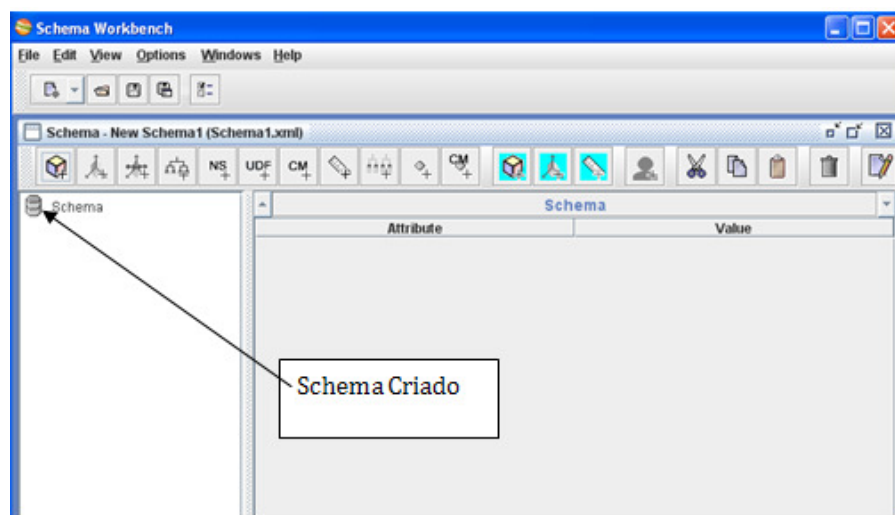 Schema Workbench
File Edit View Options Windows Help
Schema - New Schema1 (Schema1.xml)
NS UDF CM CM
Schema
Schema
Attribute Value
Schema Criado